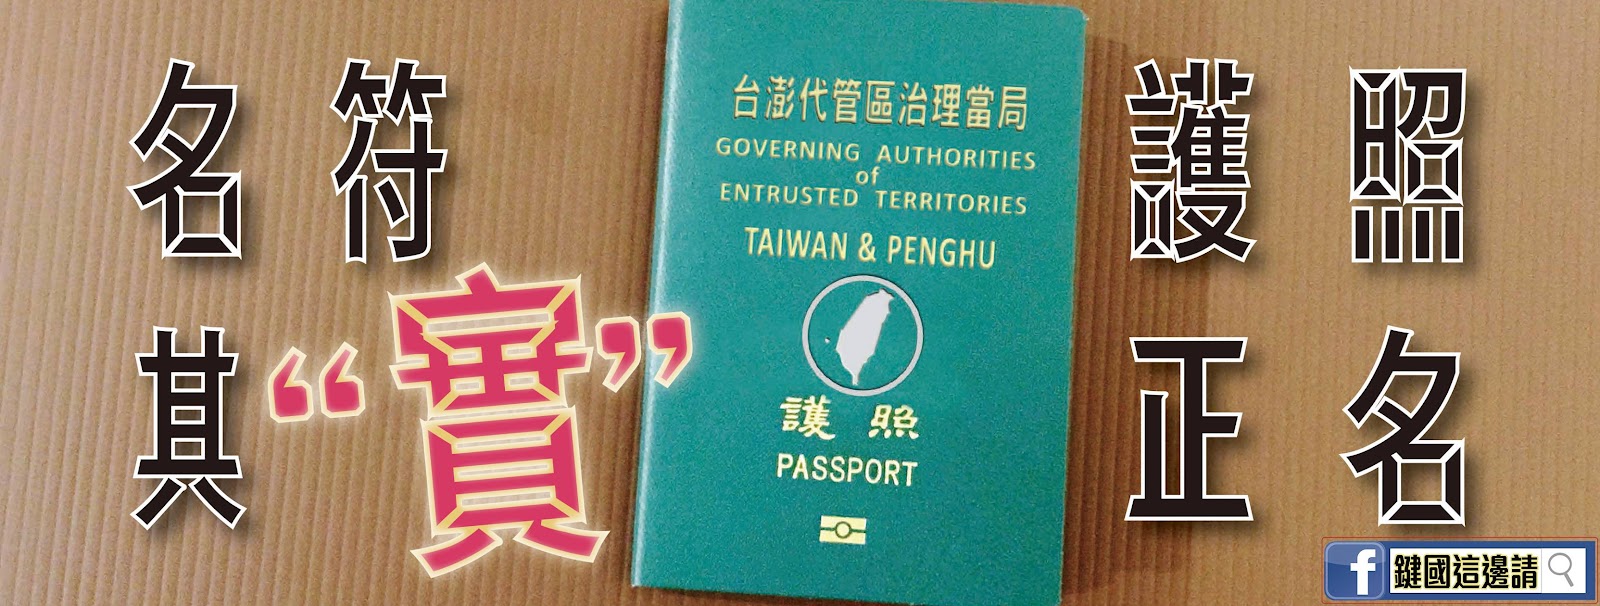 名符
其“實”
台澎代管區治理當局
GOVERNING AUTHORITIES
of
ENTRUSTED TERRITORIES
TAIWAN & PENGHU
護照
PASSPORT
護照
正名
f 鍵國這邊請